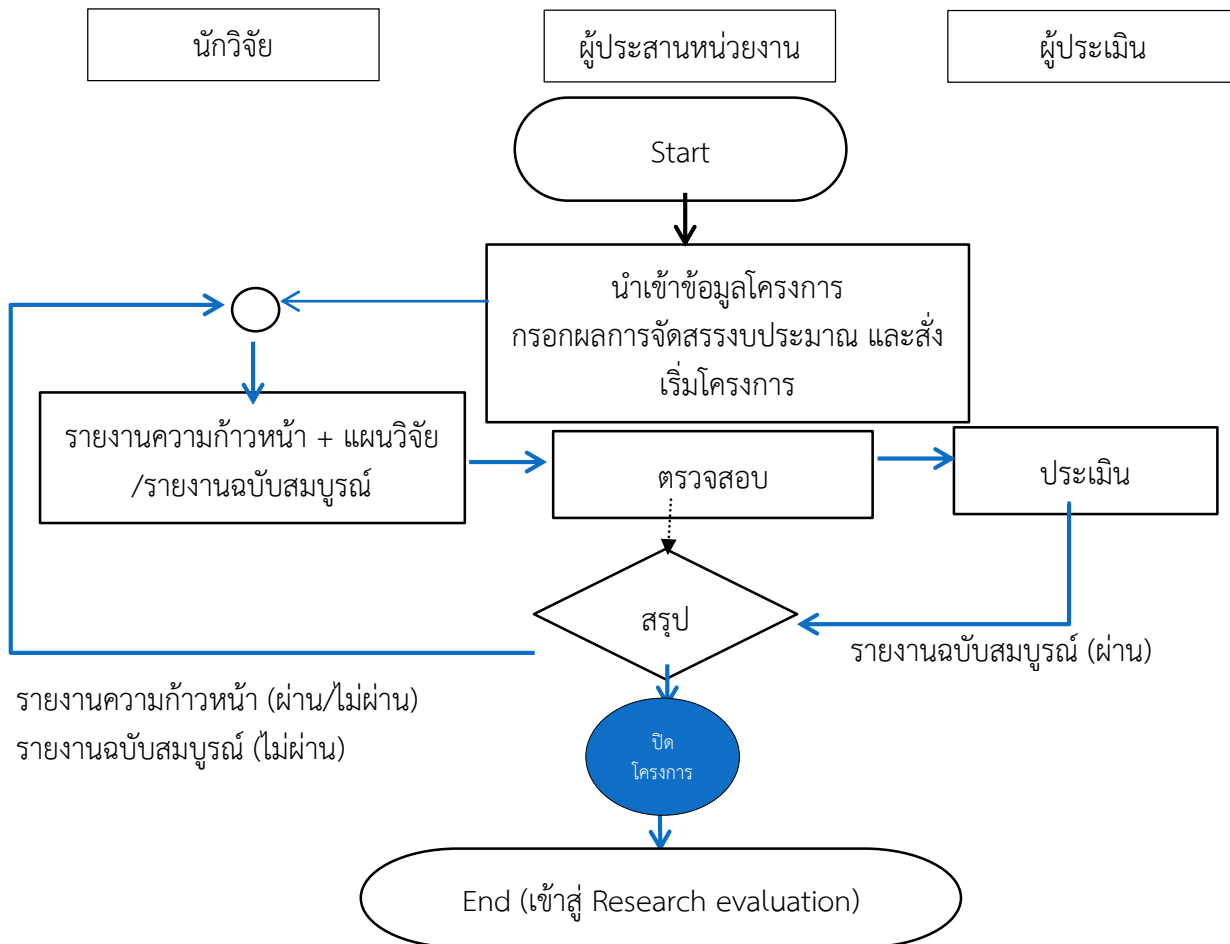 นักวิจัย
ผู้ประสานหน่วยงาน
ผู้ประเมิน
Start
นำเข้าข้อมูลโครงการ
กรอกผลการจัดสรรงบประมาณ และสั่ง
เริ่มโครงการ
รายงานความก้าวหน้า + แผนวิจัย
/รายงานฉบับสมบูรณ์
ตรวจสอบ
ประเมิน
สรุป
รายงานฉบับสมบูรณ์ (ผ่าน)
รายงานความก้าวหน้า (ผ่าน/ไม่ผ่าน)
รายงานฉบับสมบูรณ์ (ไม่ผ่าน)
ปิด
โครงการ
End (เข้าสู่ Research evaluation)